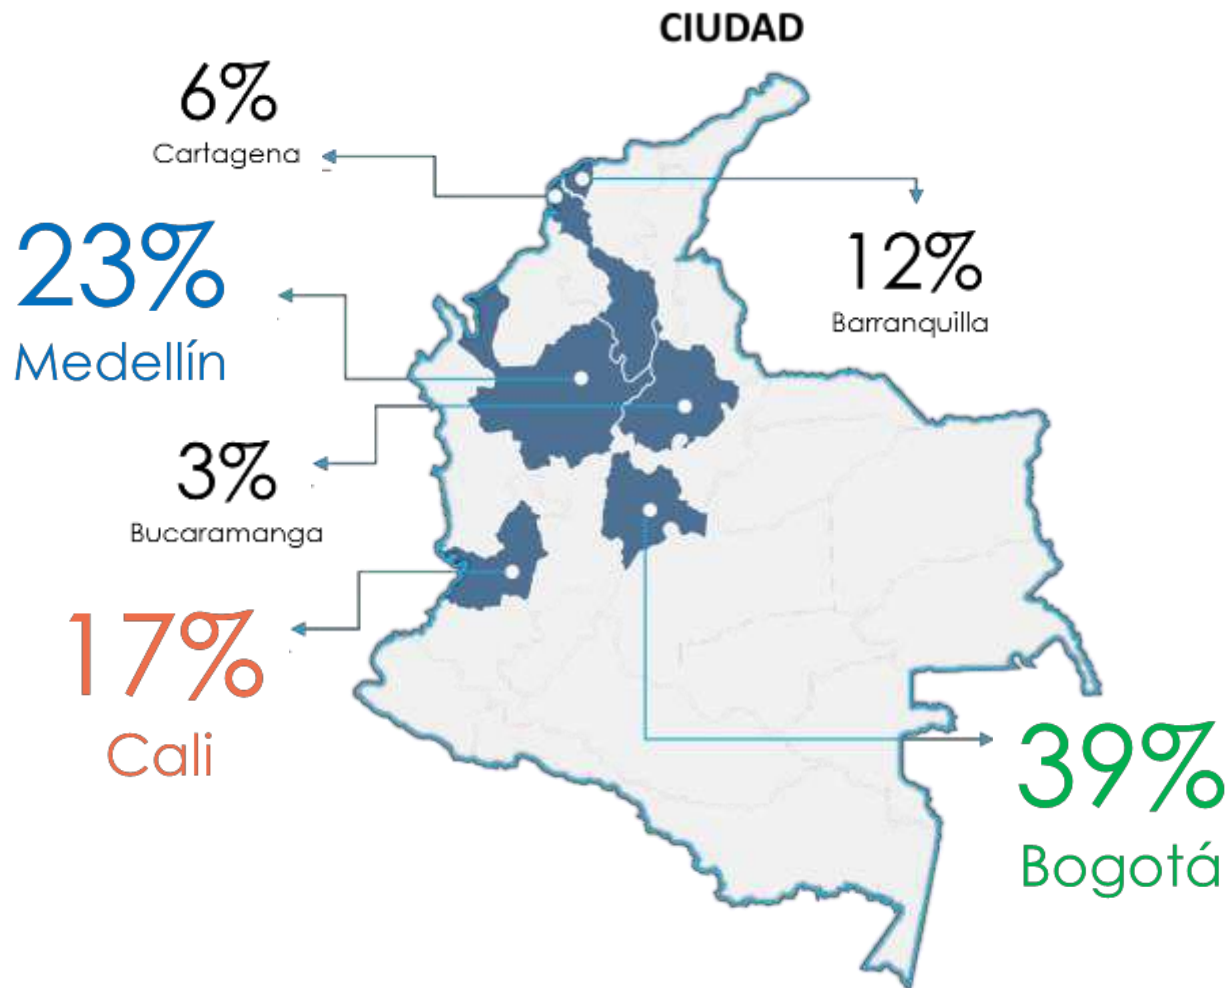 CIUDAD
6%
Cartagena
23%
Medellín
12%
Barranquilla
3%
Bucaramanga
17%
Cali
39%
Bogotá